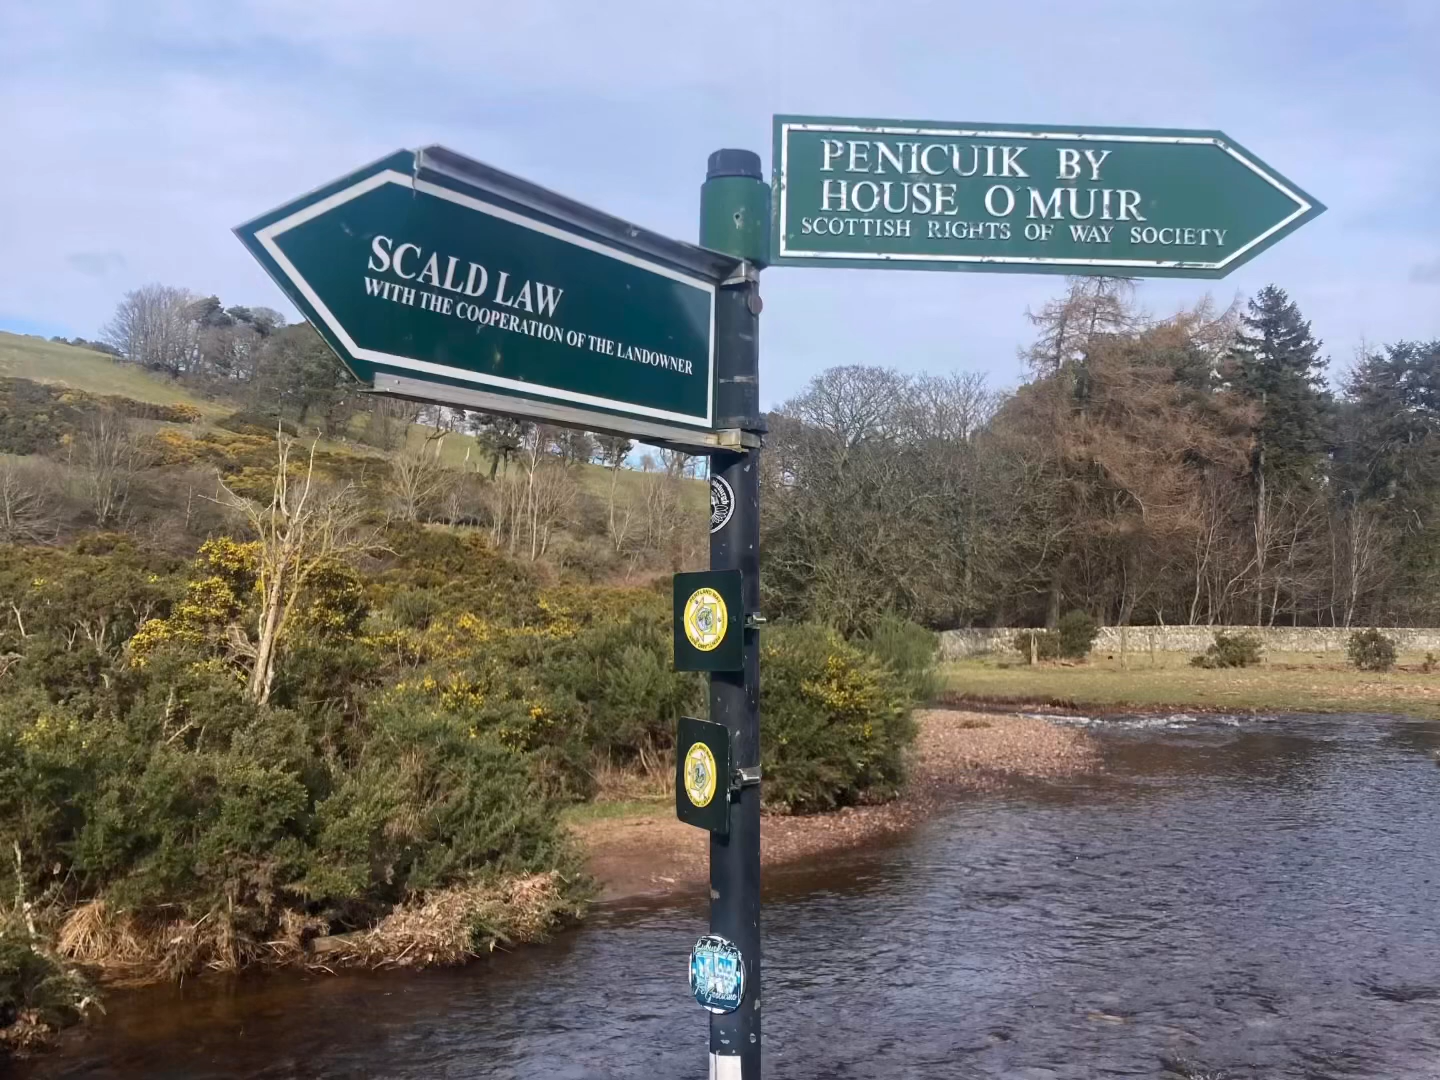 SCALD LAW
WITH THE COOPERATION OF THE LANDOWNER
PENICUIK BY
HOUSE O'MUIR
SCOTTISH RIGHTS OF WAY SOCIETY